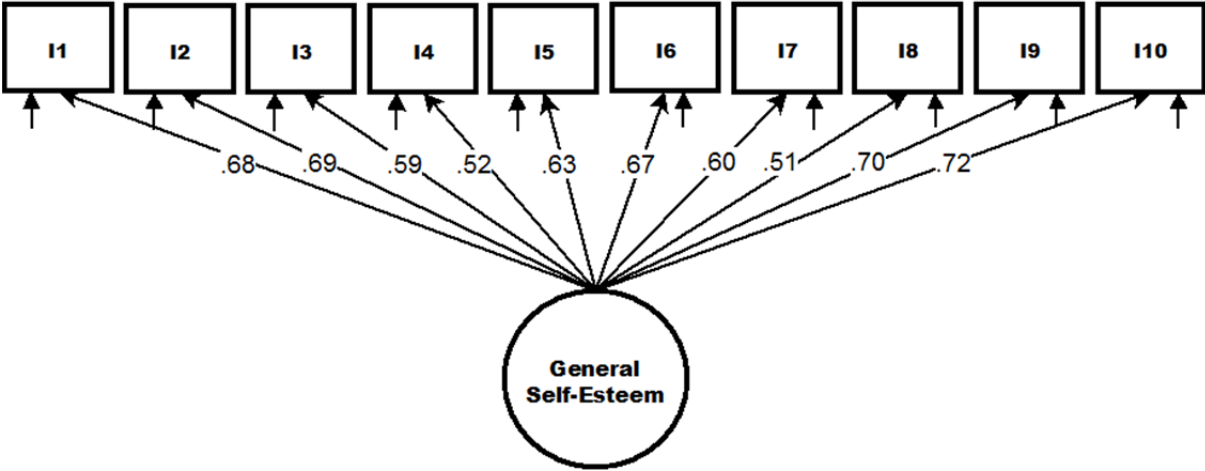 I1 I2 I3 I4 I5 I6 I7 I8 I9 I10
.68 .69 .59 .52 .63 .67 .60 .51 .70 .72
General
Self-Esteem